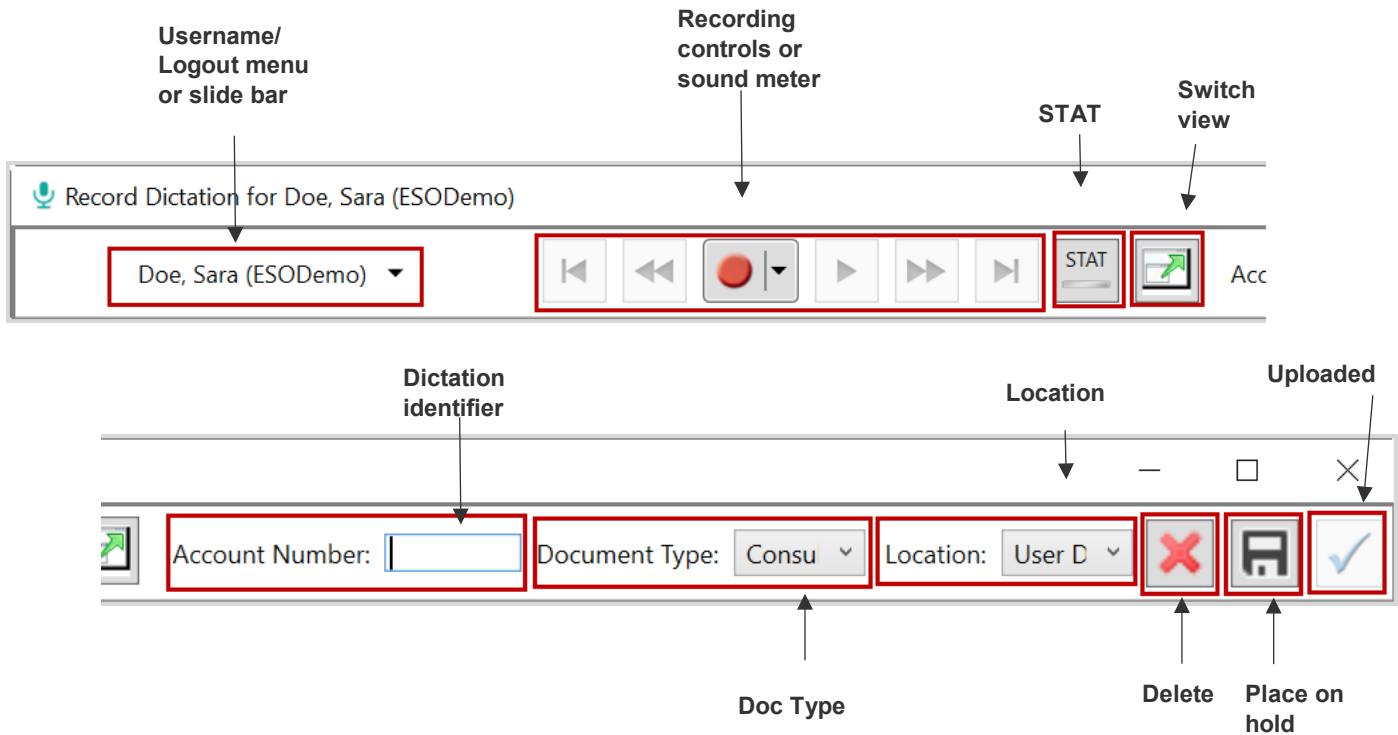 Username/
Logout menu
or slide bar
Recording
controls or
sound meter
STAT
Switch
view
Record Dictation for Doe, Sara (ESODemo)
Doe, Sara (ESODemo)
STAT
Acc
Dictation
identifier
Location
Uploaded
Account Number:
Document Type:
Consu
Location:
User D
Doc Type
Delete
Place on
hold